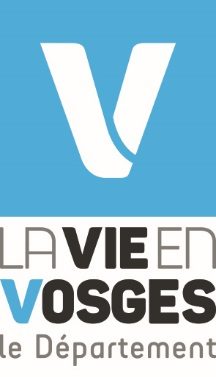 V
LA VIE EN
VOSGES
le Département